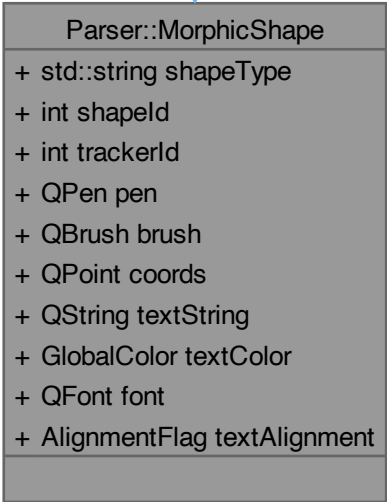 Parser::MorphicShape
+ std::string shapeType
+ int shapeId
+ int trackerId
+ QPen pen
+ QBrush brush
+ QPoint coords
+ QString textString
+ GlobalColor textColor
+ QFont font
+ AlignmentFlag textAlignment